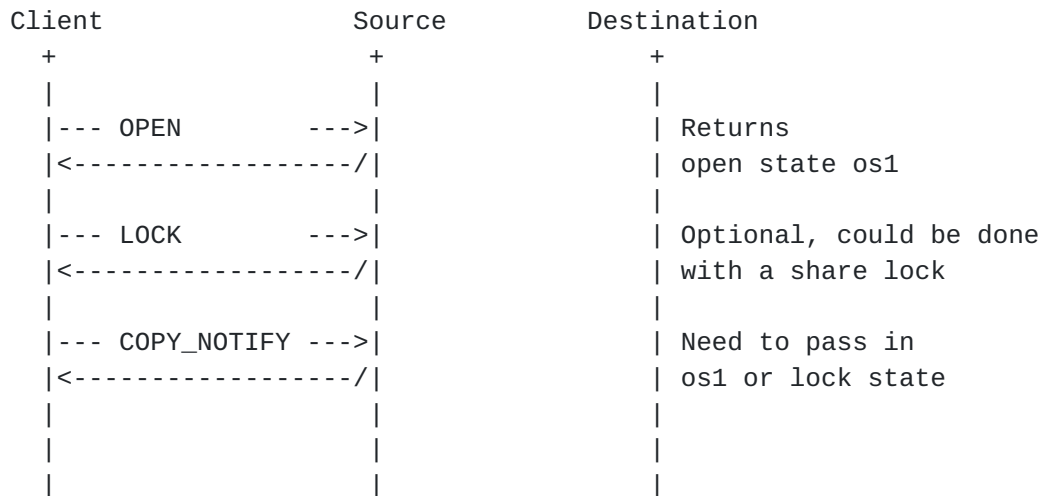 Client                Source         Destination
  +                     +                 +
  |                     |                 |
  |--- OPEN        --->|                 | Returns
  |<------------------/|                 | open state os1
  |                     |                 |
  |--- LOCK        --->|                 | Optional, could be done
  |<------------------/|                 | with a share lock
  |                     |                 |
  |--- COPY_NOTIFY --->|                 | Need to pass in
  |<------------------/|                 | os1 or lock state
  |                     |                 |
  |                     |                 |
  |                     |                 |